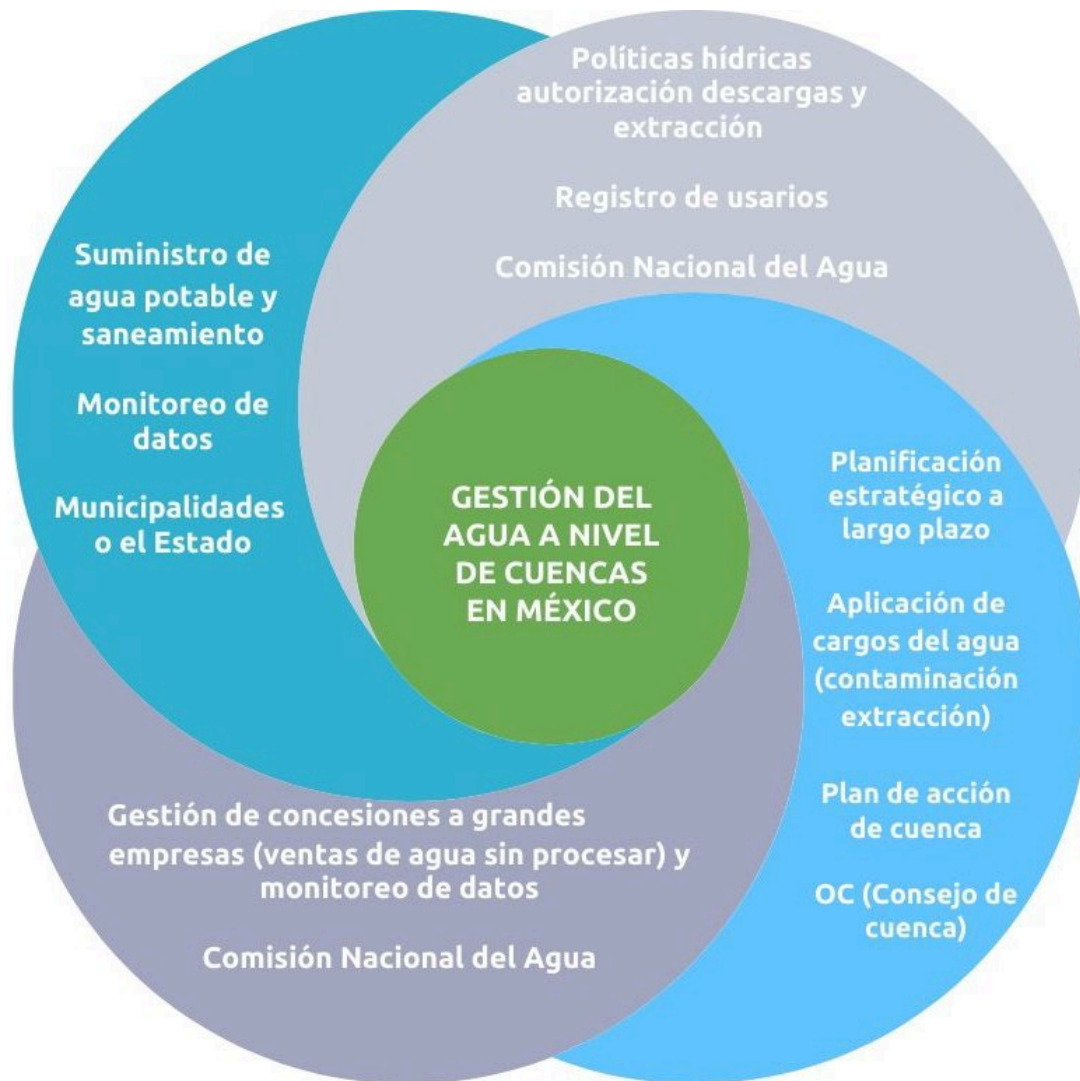 Políticas hídricas
autorización descargas y
extracción
Registro de usarios
Comisión Nacional del Agua
Suministro de
agua potable y
saneamiento
Monitoreo de
datos
Municipalidades
o el Estado
GESTIÓN DEL
AGUA A NIVEL
DE CUENCAS
EN MÉXICO
Planificación
estratégico a
largo plazo
Aplicación de
cargos del agua
(contaminación
extracción)
Plan de acción
de cuenca
OC (Consejo de
cuenca)
Gestión de concesiones a grandes
empresas (ventas de agua sin procesar) y
monitoreo de datos
Comisión Nacional del Agua